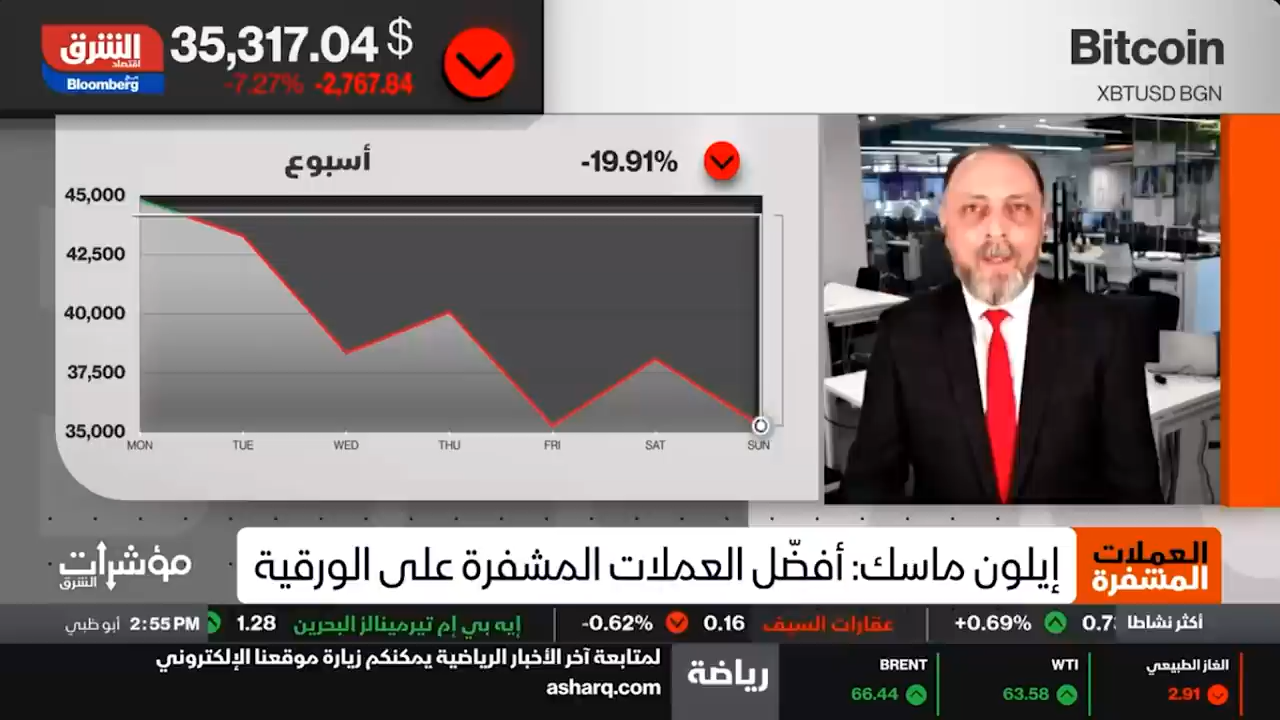 الشرق
اقتصاد
مع
Bloomberg
35,317.04 $
-7.27% -2,767.84
Bitcoin
XBTUSD BGN
أسبوع
-19.91%
45,000
42,500
40,000
37,500
35,000
MON TUE WED THU FRI SAT SUN
العملات
المشفرة
إيلون ماسك: أفضّل العملات المشفرة على الورقية
مؤشرات
الشرق
أكثر نشاطا
0.7 +0.69%
عقارات السيف 0.16 -0.62%
إيه بي إم تيرمينالز البحرين 1.28
2:55 PM أبوظبي
الغاز الطبيعي
2.91
WTI
63.58
BRENT
66.44
رياضة
لمتابعة آخر الأخبار الرياضية يمكنكم زيارة موقعنا الإلكتروني
asharq.com